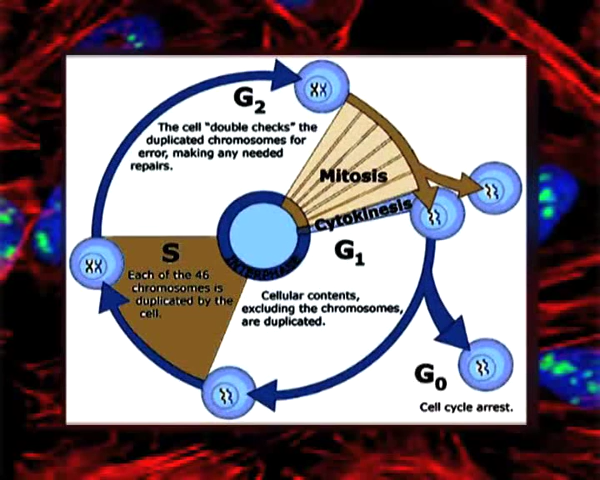 G2
The cell "double checks" the
duplicated chromosomes for
error, making any needed
repairs.
Mitosis
Cytokinesis
G1
S
Each of the 46
chromosomes is
duplicated by the
cell.
INTERPHASE
Cellular contents,
excluding the chromosomes,
are duplicated.
G0
Cell cycle arrest.